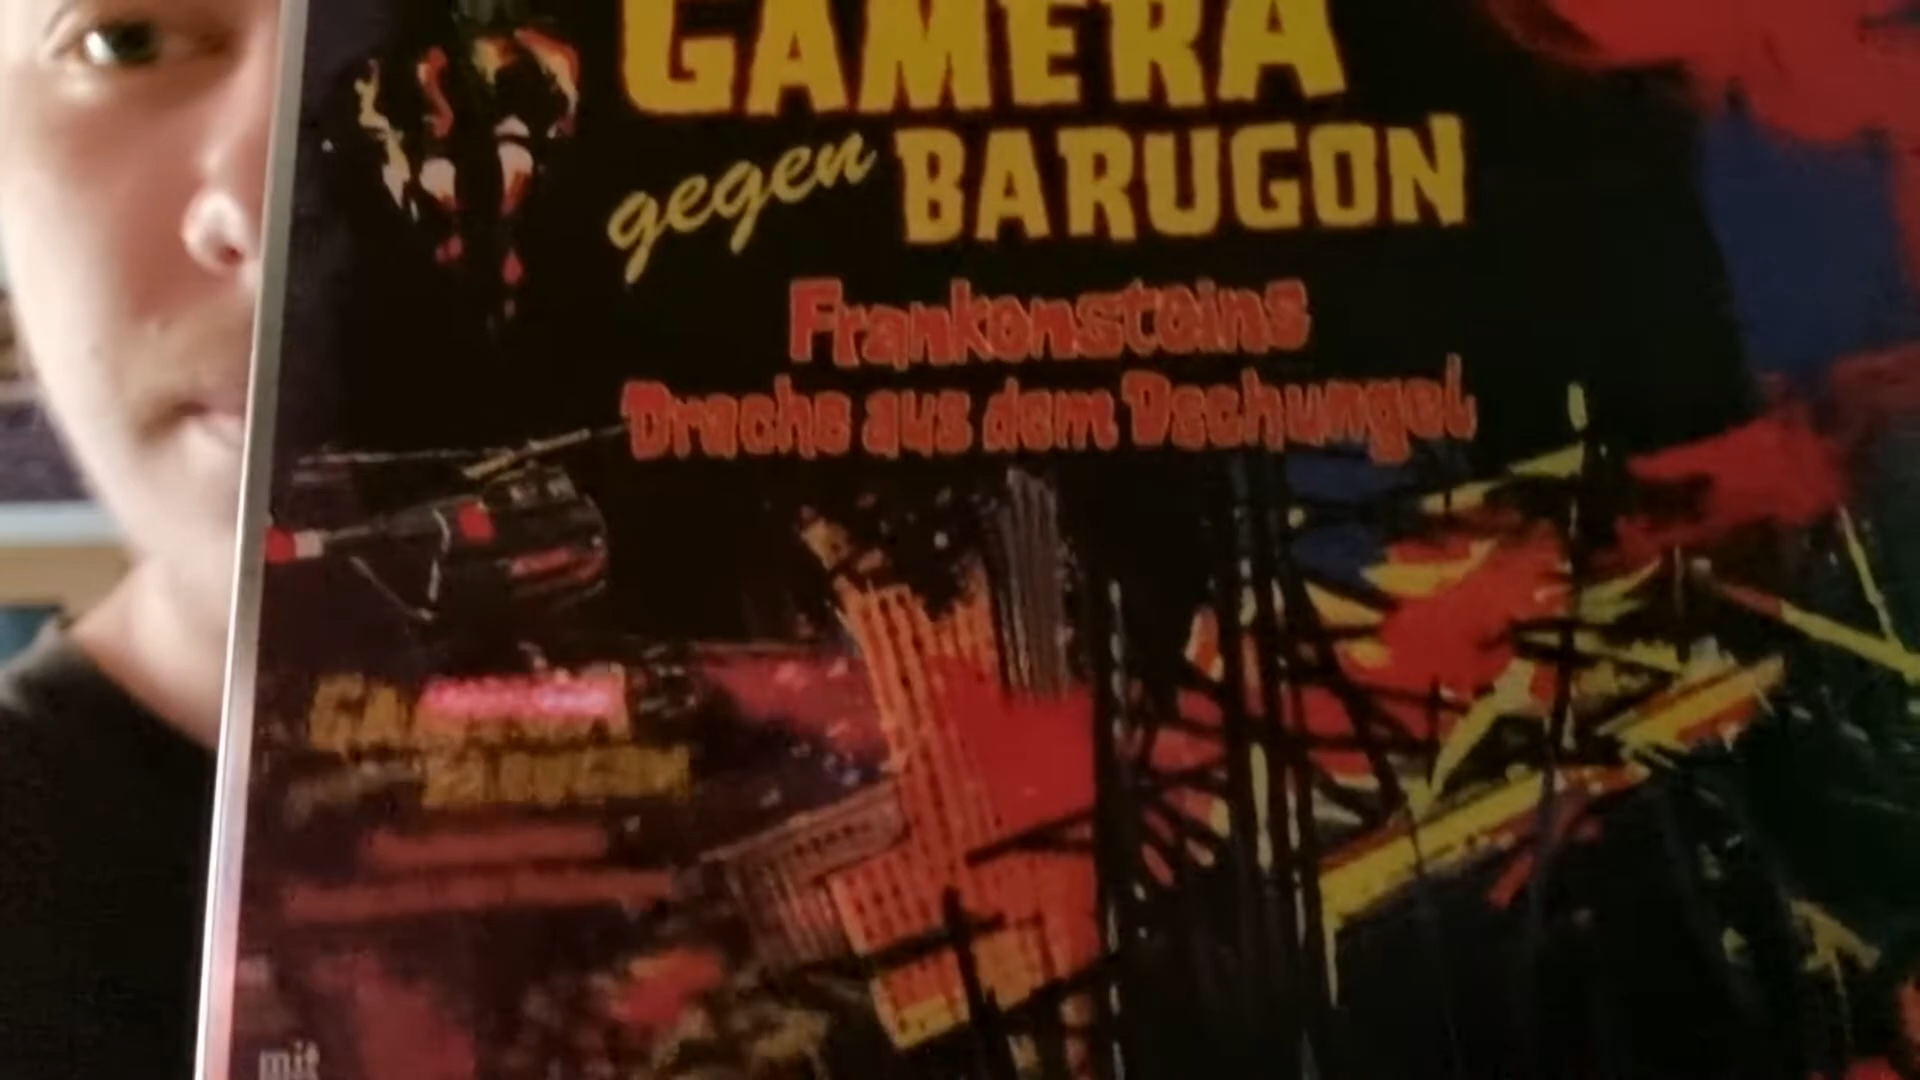 GAMERA
gegen BARUGON
Frankensteins
Drache aus dem Dschungel
mit